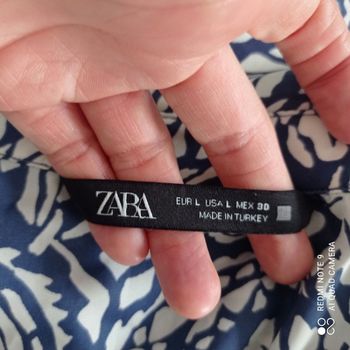 ZARA
EUR L USA L MEX 30
MADE IN TURKEY
REDMI NOTE 9
AI QUAD CAMERA